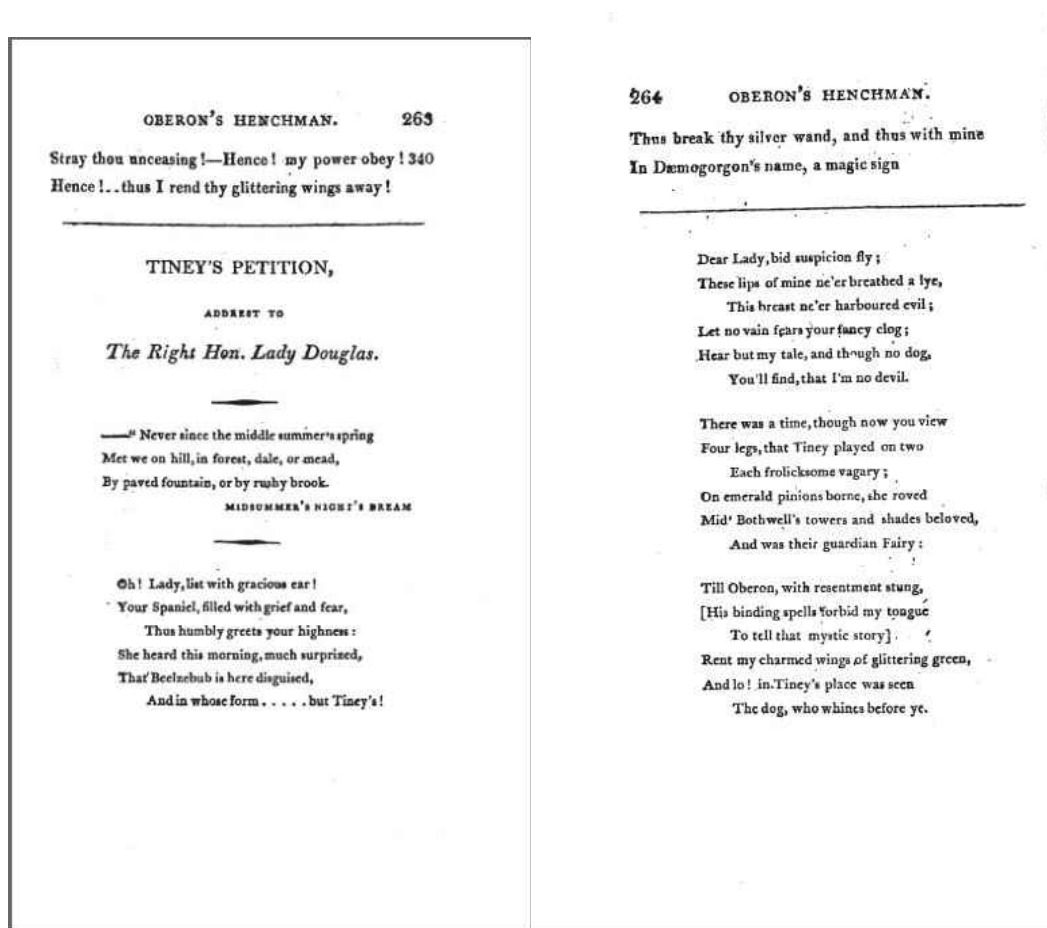 OBERON'S HENCHMAN. 263
Stray thou unceasing!—Hence! my power obey! 340
Hence!..thus I rend thy glittering wings away!
TINEY'S PETITION,
ADDREST TO
The Right Hon. Lady Douglas.
——" Never since the middle summer's spring
Met we on hill, in forest, dale, or mead,
By paved fountain, or by rushy brook.
MIDSUMMER'S NIGHT'S DREAM
Oh! Lady, list with gracious ear!
Your Spaniel, filled with grief and fear,
Thus humbly greets your highness:
She heard this morning, much surprized,
That Beelzebub is here disguised,
And in whose form.....but Tiney's!
264 OBERON'S HENCHMAN.
Thus break thy silver wand, and thus with mine
In Dæmogorgon's name, a magic sign
Dear Lady, bid suspicion fly;
These lips of mine ne'er breathed a lye,
This breast ne'er harboured evil;
Let no vain fears your fancy clog;
Hear but my tale, and though no dog,
You'll find, that I'm no devil.
There was a time, though now you view
Four legs, that Tiney played on two
Each frolicksome vagary;
On emerald pinions borne, she roved
Mid' Bothwell's towers and shades beloved,
And was their guardian Fairy:
Till Oberon, with resentment stung,
[His binding spells forbid my tongue
To tell that mystic story]
Rent my charmed wings of glittering green,
And lo! in Tiney's place was seen
The dog, who whines before ye.